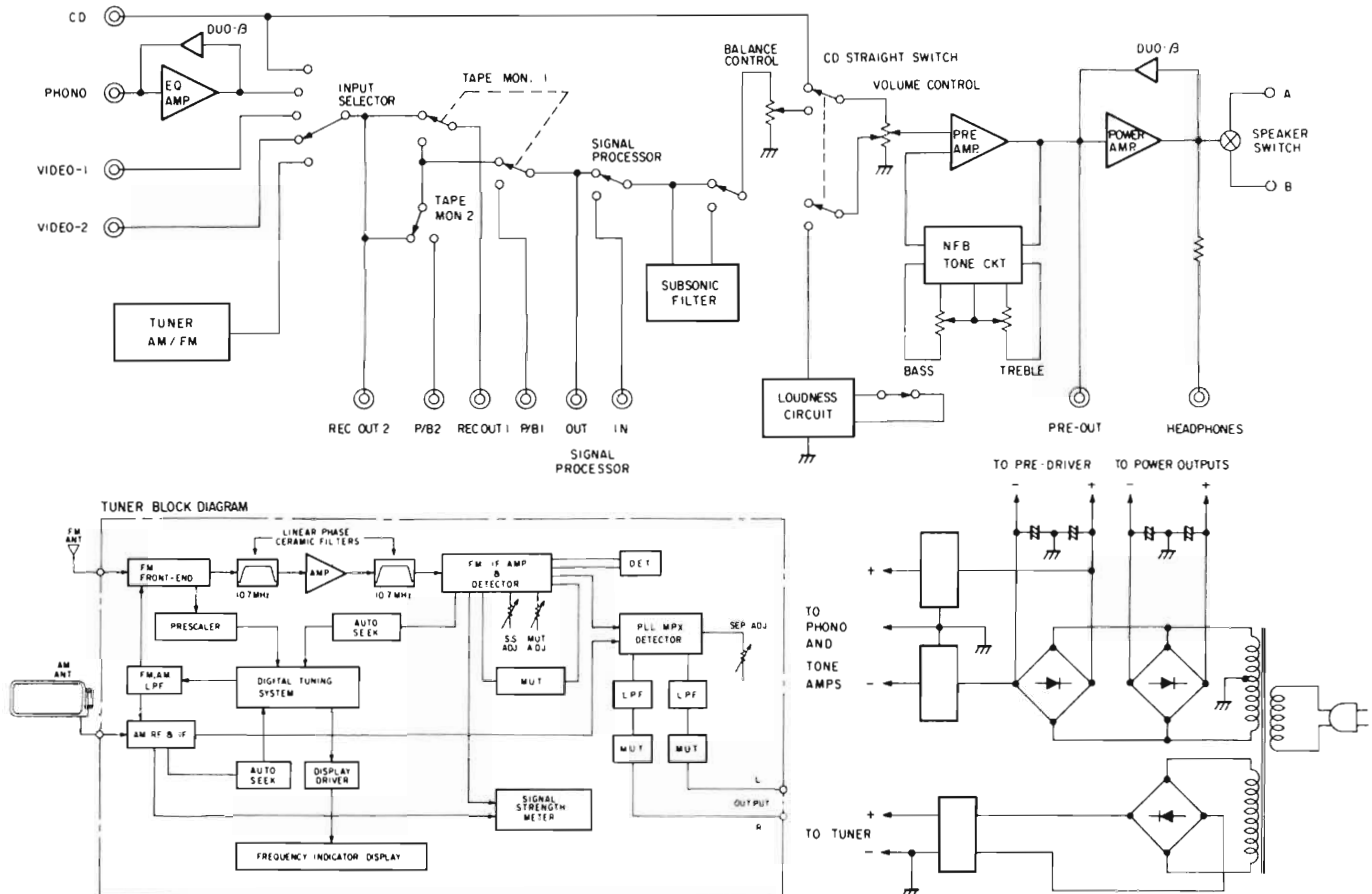 CD
DUO-β
PHONO
EQ
AMP
VIDEO-1
VIDEO-2
TUNER
AM / FM
INPUT
SELECTOR
TAPE MON. 1
TAPE
MON 2
SIGNAL
PROCESSOR
SUBSONIC
FILTER
BALANCE
CONTROL
CD STRAIGHT SWITCH
VOLUME CONTROL
PRE
AMP.
DUO-β
POWER
AMP.
A
SPEAKER
SWITCH
B
NFB
TONE CKT
BASS
TREBLE
LOUDNESS
CIRCUIT
REC OUT 2
P/B2
REC OUT 1
P/B1
OUT
IN
SIGNAL
PROCESSOR
PRE-OUT
HEADPHONES
TUNER BLOCK DIAGRAM
FM
ANT
FM
FRONT-END
LINEAR PHASE
CERAMIC FILTERS
10.7MHz
AMP
10.7 MHz
FM IF AMP
&
DETECTOR
DET
PRESCALER
AUTO
SEEK
S.S
ADJ
MUT
ADJ
PLL MPX
DETECTOR
SEP ADJ
AM
ANT
FM, AM
LPF
DIGITAL TUNING
SYSTEM
MUT
LPF
LPF
AM RF & IF
AUTO
SEEK
DISPLAY
DRIVER
MUT
MUT
SIGNAL
STRENGTH
METER
L
OUTPUT
R
FREQUENCY INDICATOR DISPLAY
TO PRE-DRIVER
TO POWER OUTPUTS
-
+
-
+
+
TO
PHONO
AND
TONE
AMPS
-
+
TO TUNER
-